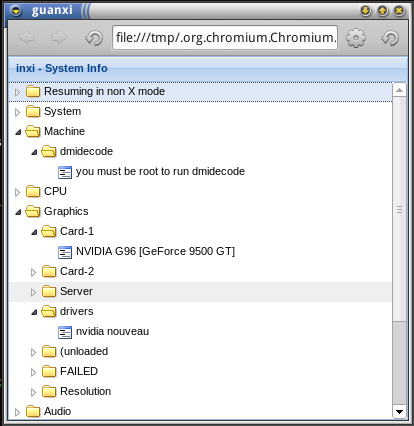 guanxi
file:///tmp/.org.chromium.Chromium.
inxi - System Info
Resuming in non X mode
System
Machine
dmidecode
you must be root to run dmidecode
CPU
Graphics
Card-1
NVIDIA G96 [GeForce 9500 GT]
Card-2
Server
drivers
nvidia nouveau
(unloaded
FAILED
Resolution
Audio